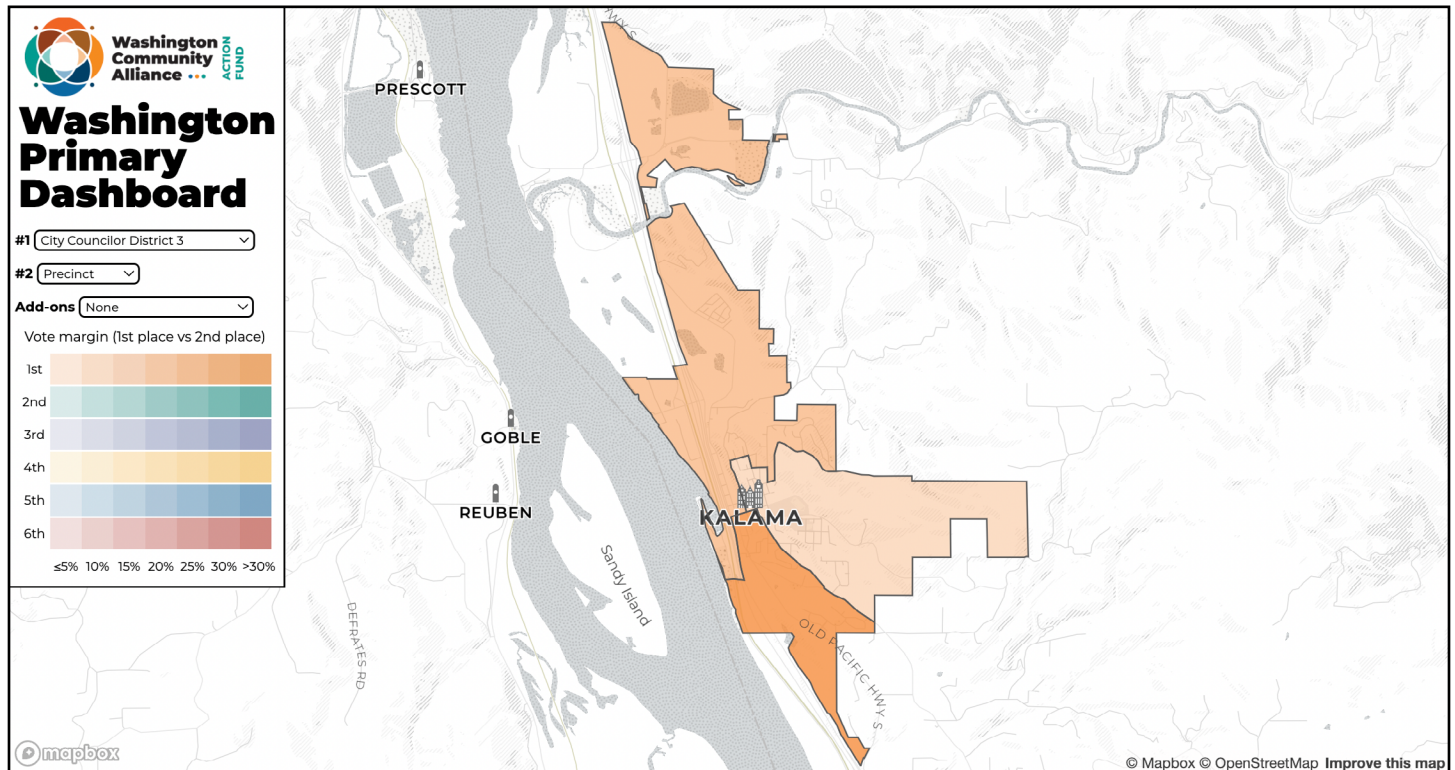 Washington
Community
Alliance
ACTION
FUND
Washington
Primary
Dashboard
#1 City Councilor District 3
#2 Precinct
Add-ons None
Vote margin (1st place vs 2nd place)
1st
2nd
3rd
4th
5th
6th
≤5% 10% 15% 20% 25% 30% >30%
PRESCOTT
GOBLE
REUBEN
KALAMA
Sandy Island
DEFRATES RD
OLD PACIFIC HWY S
HWY S
mapbox
© Mapbox © OpenStreetMap Improve this map